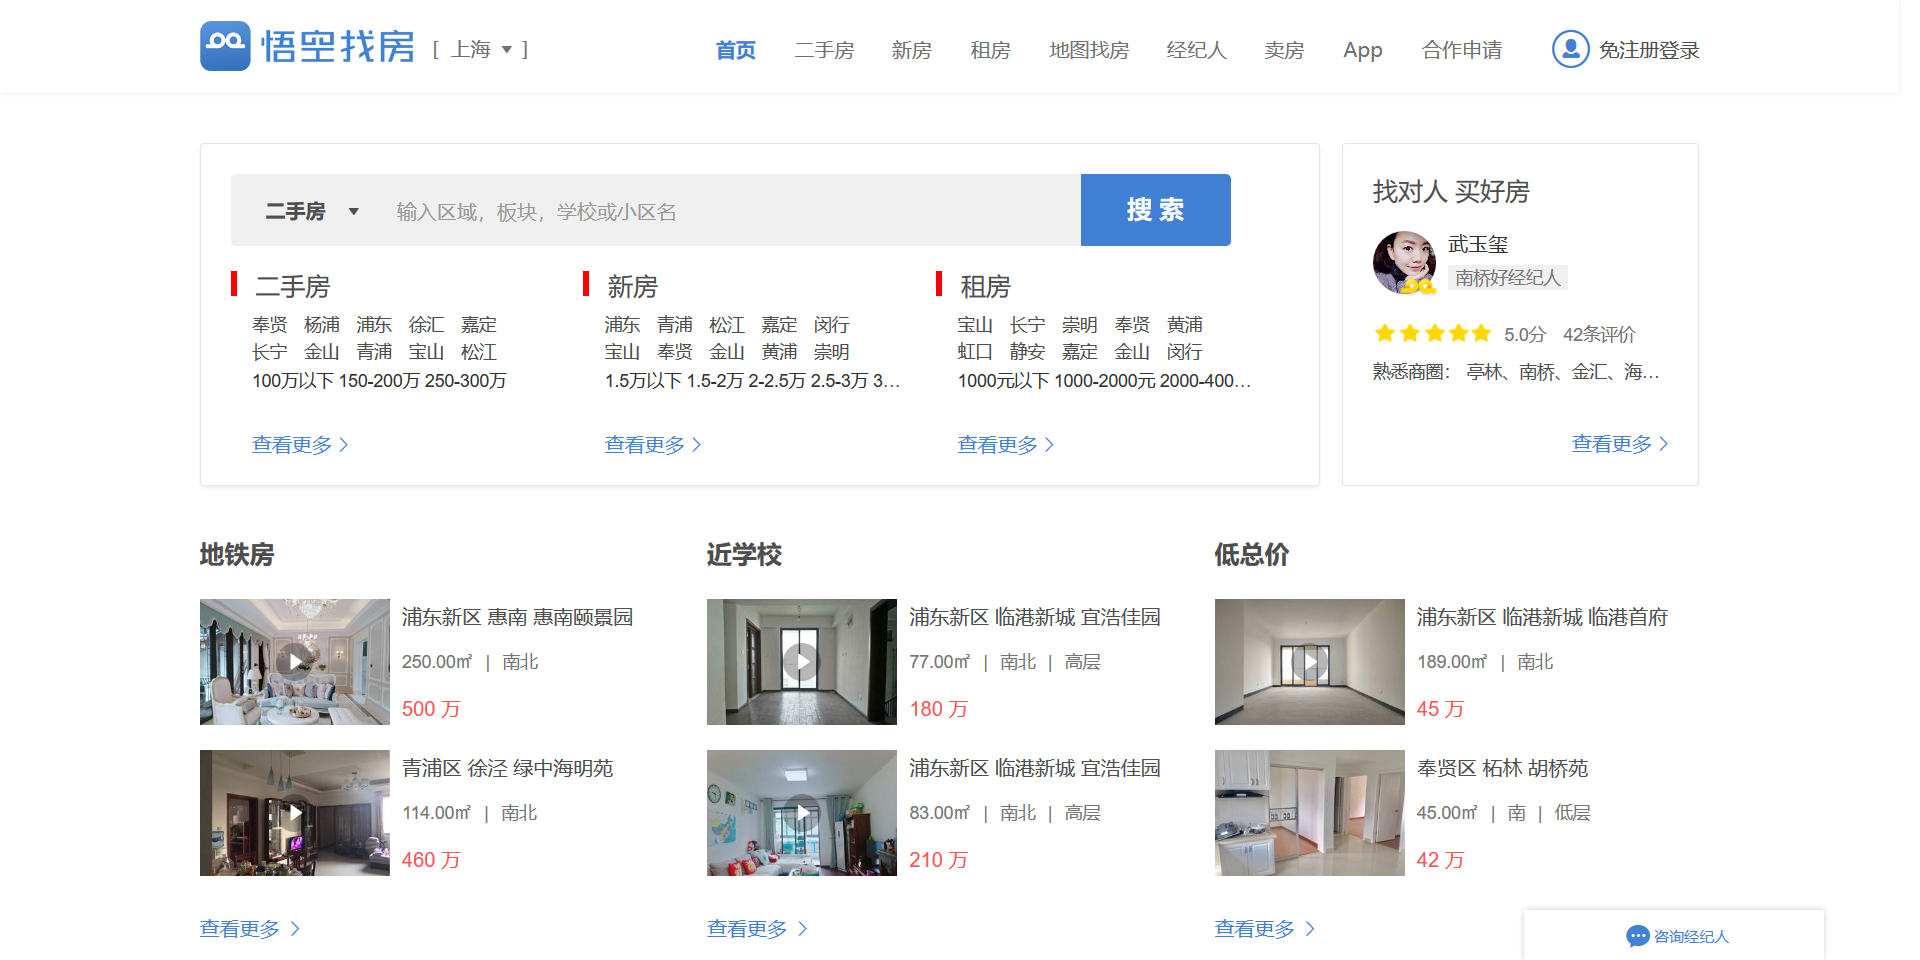 悟空找房 [ 上海 ▼ ] 首页 二手房 新房 租房 地图找房 经纪人 卖房 App 合作申请 免注册登录
二手房 ▼ 输入区域，板块，学校或小区名 搜 索
二手房
奉贤 杨浦 浦东 徐汇 嘉定
长宁 金山 青浦 宝山 松江
100万以下 150-200万 250-300万
查看更多 >
新房
浦东 青浦 松江 嘉定 闵行
宝山 奉贤 金山 黄浦 崇明
1.5万以下 1.5-2万 2-2.5万 2.5-3万 3...
查看更多 >
租房
宝山 长宁 崇明 奉贤 黄浦
虹口 静安 嘉定 金山 闵行
1000元以下 1000-2000元 2000-400...
查看更多 >
找对人 买好房
武玉玺
南桥好经纪人
5.0分 42条评价
熟悉商圈： 亭林、南桥、金汇、海...
查看更多 >
地铁房
浦东新区 惠南 惠南颐景园
250.00㎡ | 南北
500 万
青浦区 徐泾 绿中海明苑
114.00㎡ | 南北
460 万
查看更多 >
近学校
浦东新区 临港新城 宜浩佳园
77.00㎡ | 南北 | 高层
180 万
浦东新区 临港新城 宜浩佳园
83.00㎡ | 南北 | 高层
210 万
查看更多 >
低总价
浦东新区 临港新城 临港首府
189.00㎡ | 南北
45 万
奉贤区 柘林 胡桥苑
45.00㎡ | 南 | 低层
42 万
查看更多 >
咨询经纪人